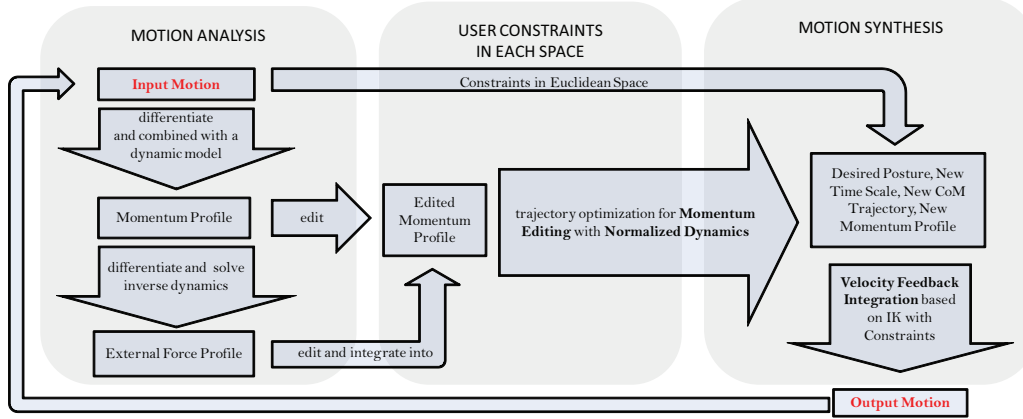 MOTION ANALYSIS
USER CONSTRAINTS
IN EACH SPACE
MOTION SYNTHESIS
Input Motion
Constraints in Euclidean Space
differentiate
and combined with a
dynamic model
Momentum Profile
edit
Edited
Momentum
Profile
trajectory optimization for Momentum
Editing with Normalized Dynamics
Desired Posture, New
Time Scale, New CoM
Trajectory, New
Momentum Profile
differentiate and solve
inverse dynamics
External Force Profile
edit and integrate into
Velocity Feedback
Integration based
on IK with
Constraints
Output Motion